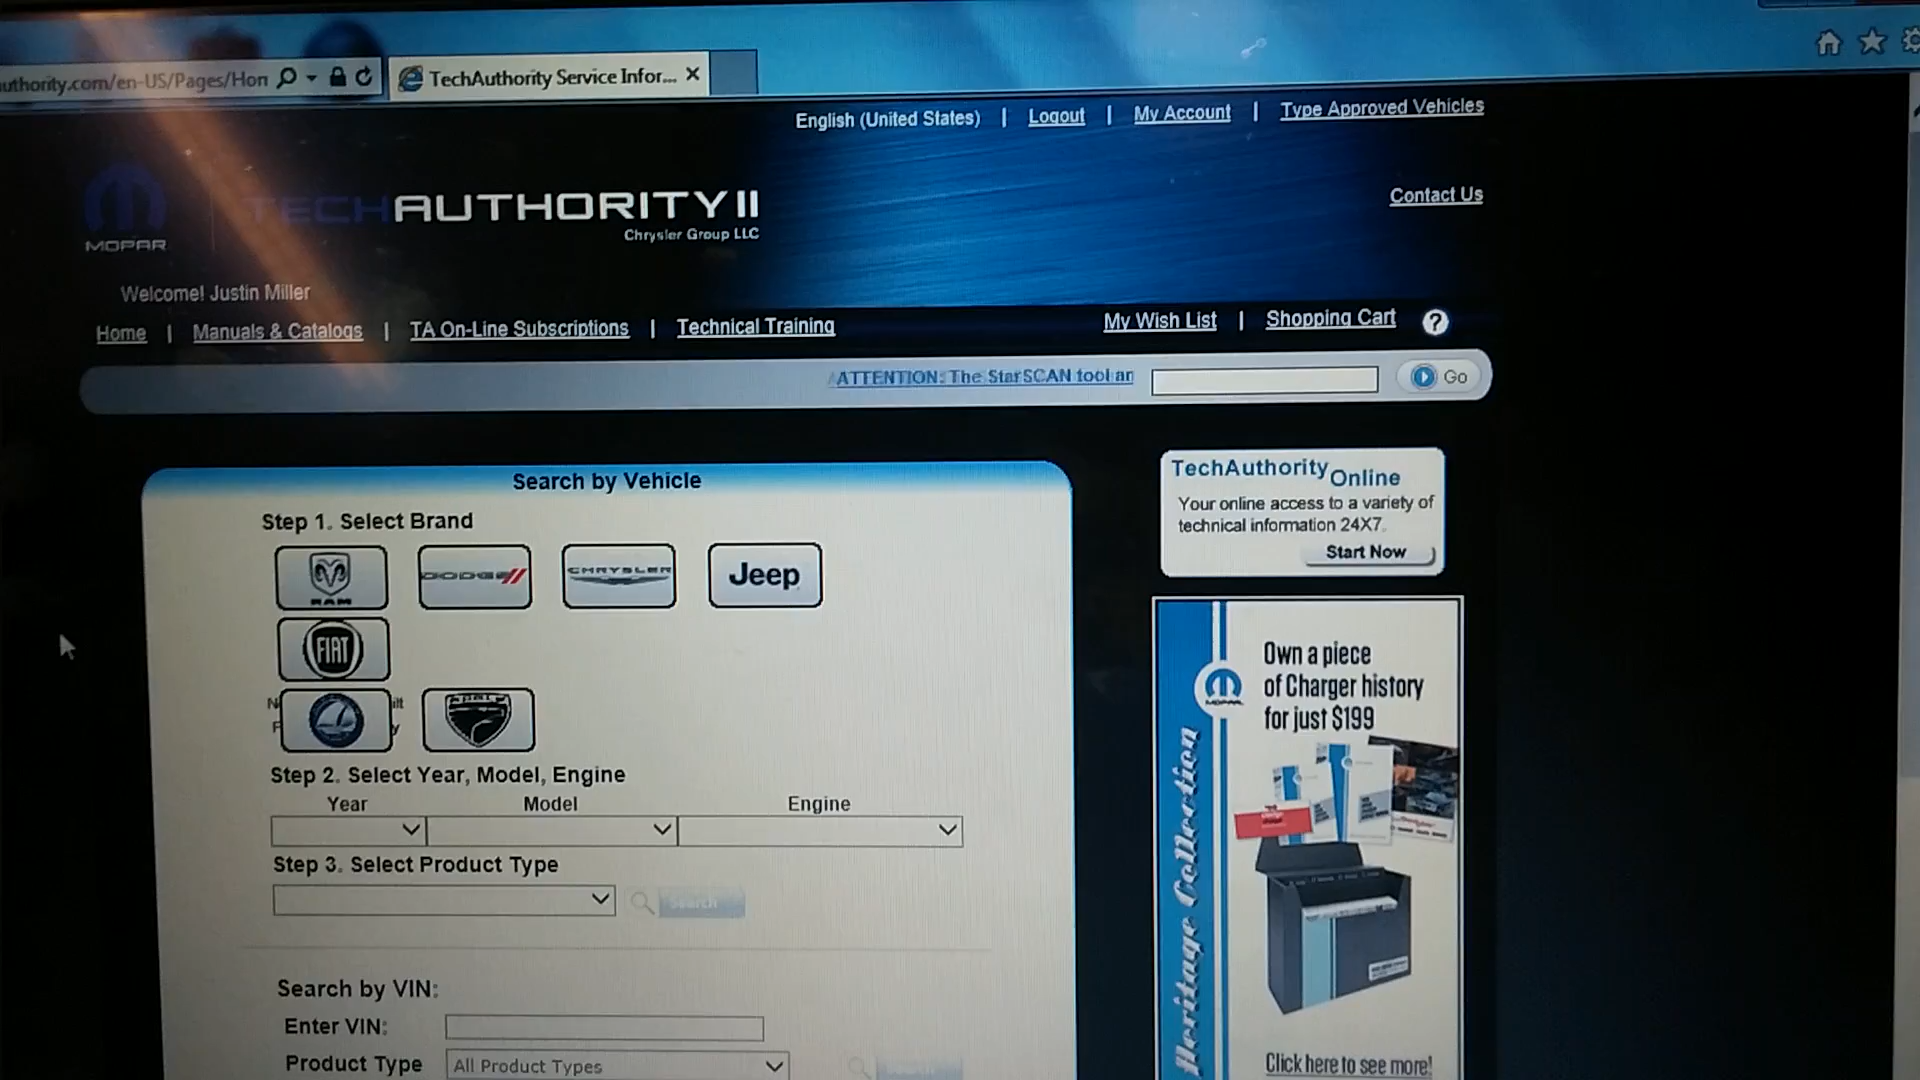 uthority.com/en-US/Pages/Hon
TechAuthority Service Infor...
English (United States) | Logout | My Account | Type Approved Vehicles
TECHAUTHORITY II
Chrysler Group LLC
MOPAR
Contact Us
Welcome! Justin Miller
Home | Manuals & Catalogs | TA On-Line Subscriptions | Technical Training
My Wish List | Shopping Cart ?
ATTENTION: The StarSCAN tool an
Go
Search by Vehicle
Step 1. Select Brand
RAM
DODGE
CHRYSLER
Jeep
FIAT
Step 2. Select Year, Model, Engine
Year Model Engine
Step 3. Select Product Type
Search
Search by VIN:
Enter VIN:
Product Type All Product Types
TechAuthority Online
Your online access to a variety of
technical information 24X7.
Start Now
Own a piece
of Charger history
for just $199
MOPAR
Heritage Collection
Click here to see more!